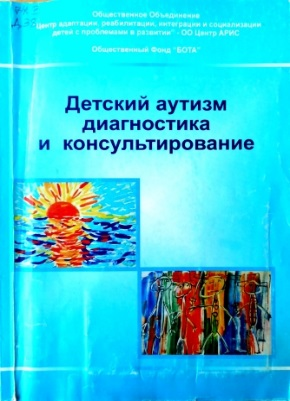 Общественное Объединение
"Центр адаптации, реабилитации, интеграции и социализации
детей с проблемами в развитии" - ОО Центр АРИС
Общественный Фонд "БОТА"
Детский аутизм
диагностика
и консультирование